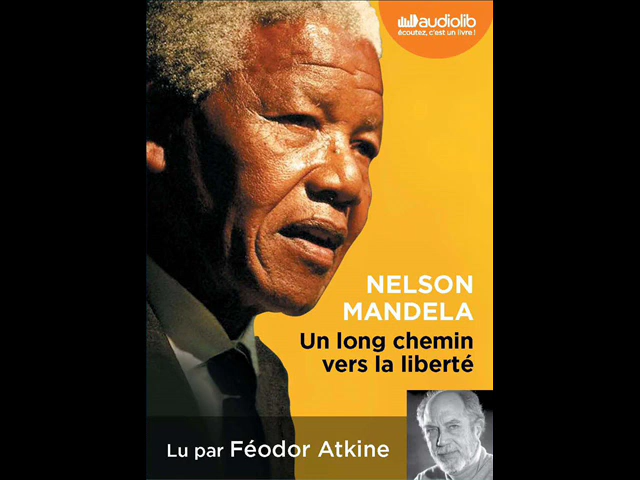 audiolib
écoutez, c'est un livre !
NELSON
MANDELA
Un long chemin
vers la liberté
Lu par Féodor Atkine